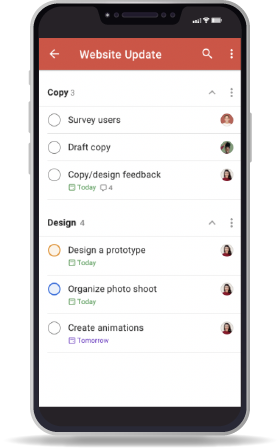 Website Update
Copy 3
Survey users
Draft copy
Copy/design feedback
Today 4
Design 4
Design a prototype
Today
Organize photo shoot
Today
Create animations
Tomorrow